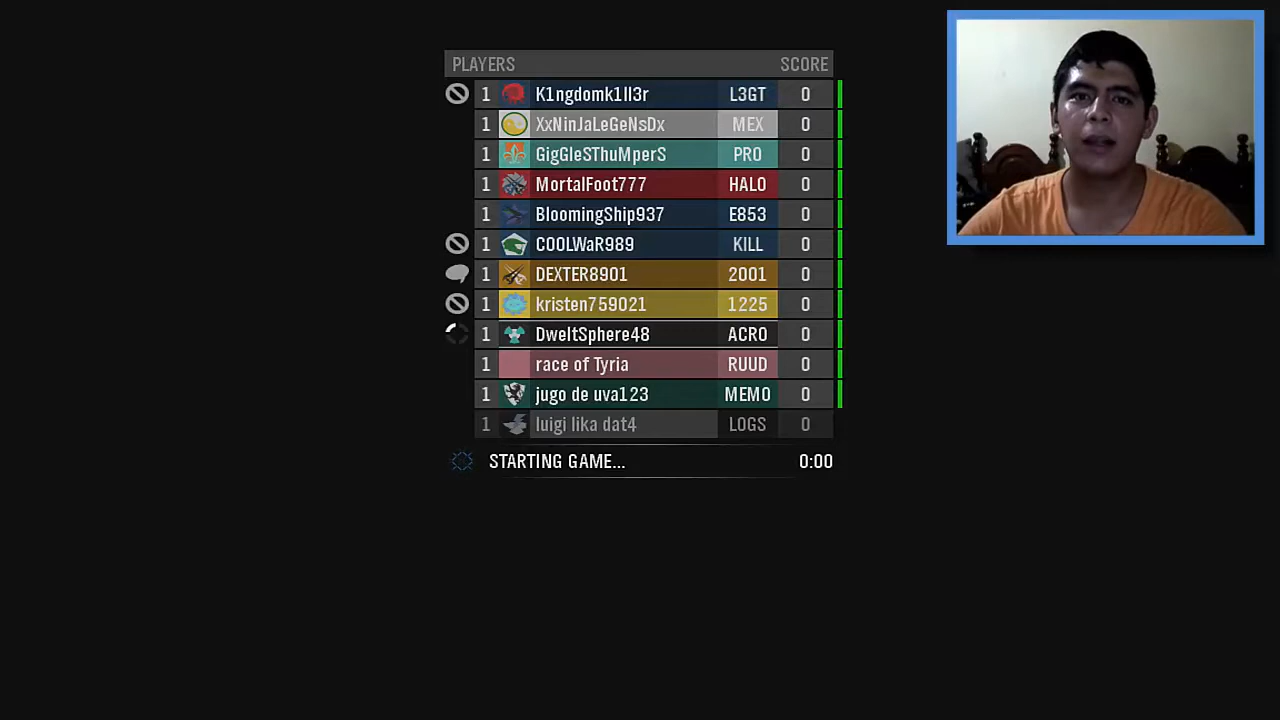 PLAYERS SCORE
1 K1ngdomk1ll3r L3GT 0
1 XxNinJaLeGeNsDx MEX 0
1 GigGleSThuMperS PRO 0
1 MortalFoot777 HALO 0
1 BloomingShip937 E853 0
1 COOLWaR989 KILL 0
1 DEXTER8901 2001 0
1 kristen759021 1225 0
1 DweltSphere48 ACRO 0
1 race of Tyria RUUD 0
1 jugo de uva123 MEMO 0
1 luigi lika dat4 LOGS 0
STARTING GAME... 0:00